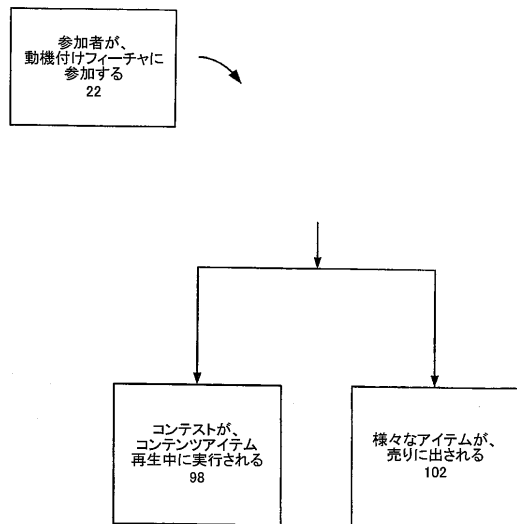 参加者が、
動機付けフィーチャに
参加する
22
コンテストが、
コンテンツアイテム
再生中に実行される
98
様々なアイテムが、
売りに出される
102